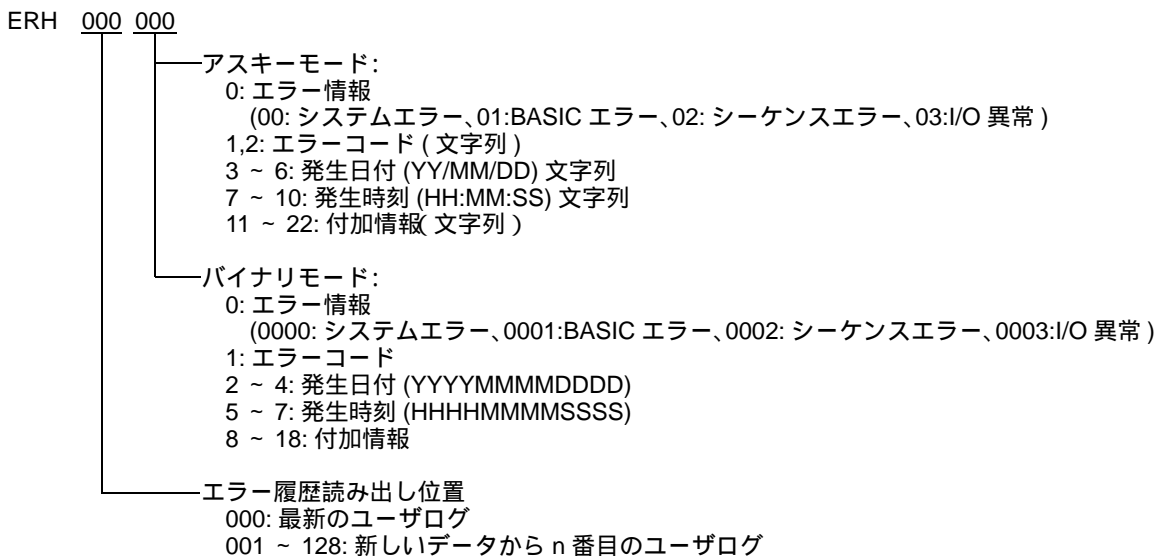 ERH 000 000
アスキーモード:
0: エラー情報
(00: システムエラー、01:BASIC エラー、02: シーケンスエラー、03:I/O 異常 )
1,2: エラーコード ( 文字列 )
3 ~ 6: 発生日付 (YY/MM/DD) 文字列
7 ~ 10: 発生時刻 (HH:MM:SS) 文字列
11 ~ 22: 付加情報( 文字列 )
バイナリモード:
0: エラー情報
(0000: システムエラー、0001:BASIC エラー、0002: シーケンスエラー、0003:I/O 異常 )
1: エラーコード
2 ~ 4: 発生日付 (YYYYMMMMDDDD)
5 ~ 7: 発生時刻 (HHHHMMMMSSSS)
8 ~ 18: 付加情報
エラー履歴読み出し位置
000: 最新のユーザログ
001 ~ 128: 新しいデータから n 番目のユーザログ